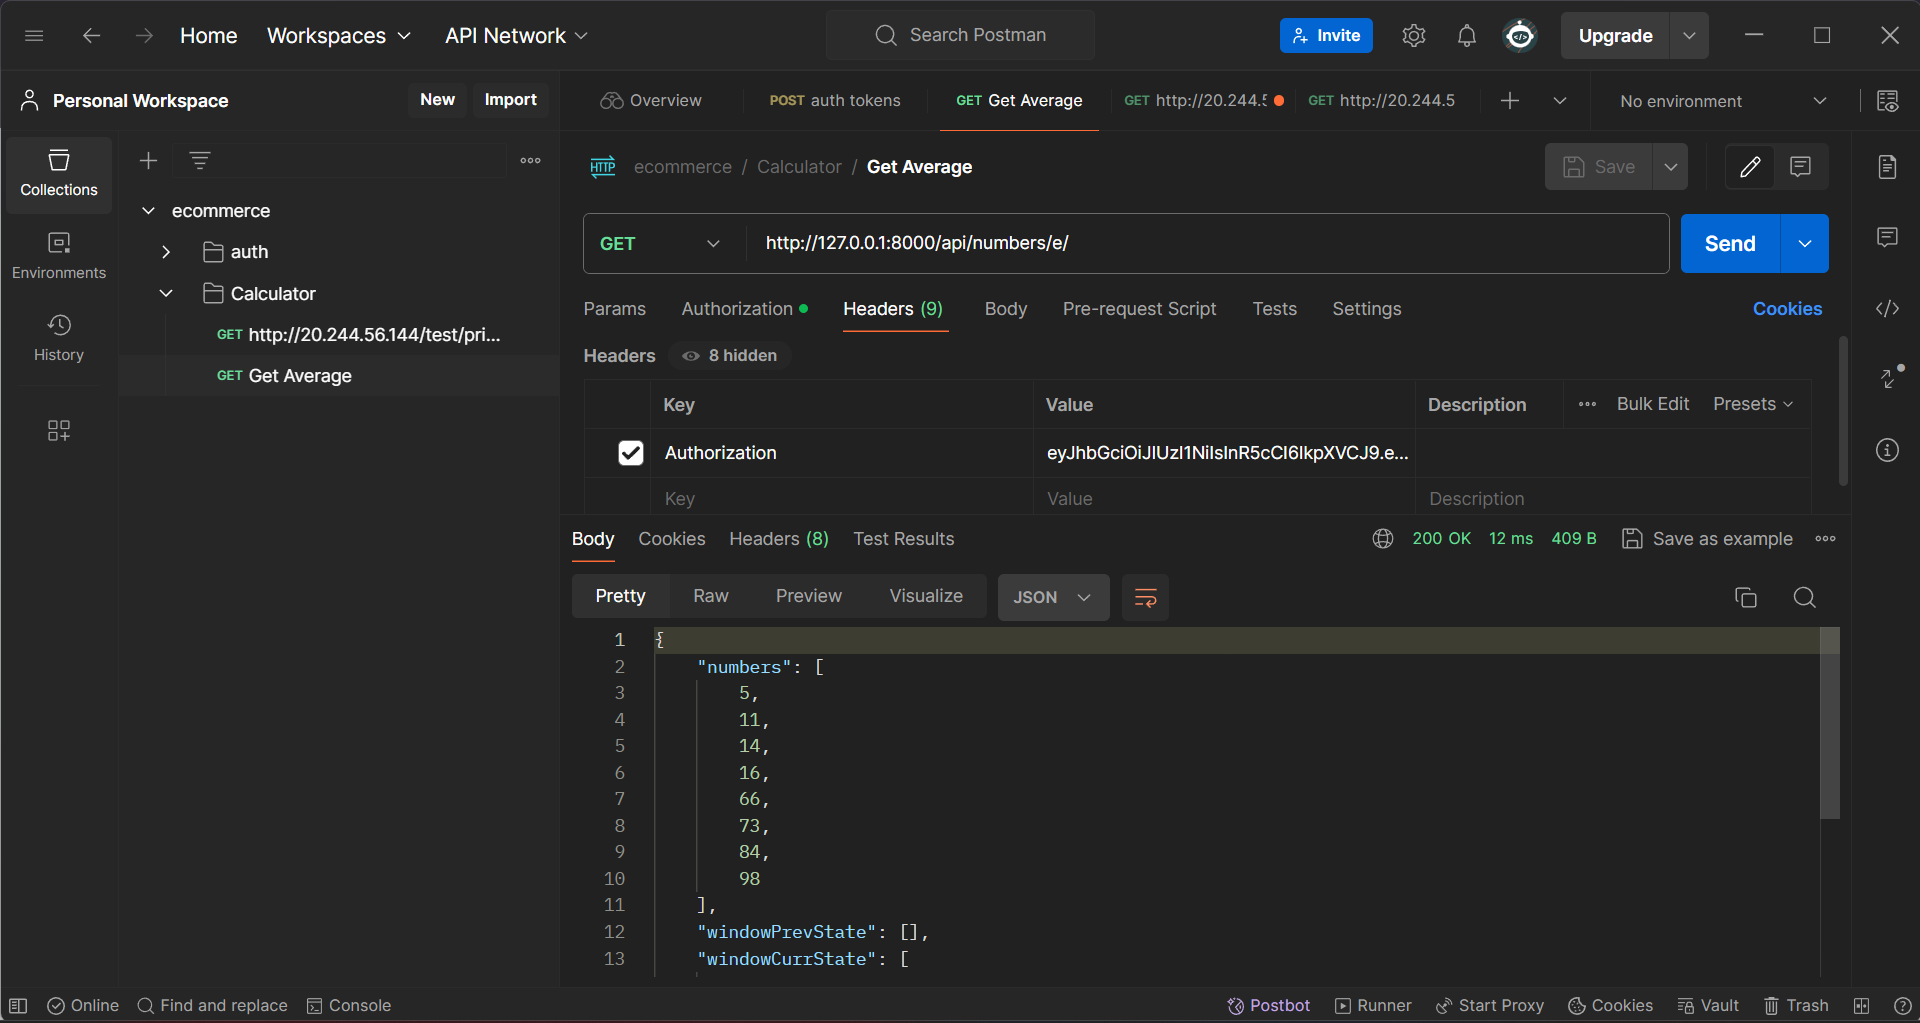 Home Workspaces API Network Search Postman Invite Upgrade
Personal Workspace New Import Overview POST auth tokens GET Get Average GET http://20.244.5 GET http://20.244.5 No environment
Collections
Environments
History
ecommerce
auth
Calculator
GET http://20.244.56.144/test/pri...
GET Get Average
HTTP ecommerce / Calculator / Get Average Save
GET http://127.0.0.1:8000/api/numbers/e/ Send
Params Authorization Headers (9) Body Pre-request Script Tests Settings Cookies
Headers 8 hidden
Key Value Description Bulk Edit Presets
Authorization eyJhbGciOiJIUzI1NiIsInR5cCI6IkpXVCJ9.e...
Key Value Description
Body Cookies Headers (8) Test Results 200 OK 12 ms 409 B Save as example
Pretty Raw Preview Visualize JSON
1 {
2 "numbers": [
3 5,
4 11,
5 14,
6 16,
7 66,
8 73,
9 84,
10 98
11 ],
12 "windowPrevState": [],
13 "windowCurrState": [
Online Find and replace Console Postbot Runner Start Proxy Cookies Vault Trash